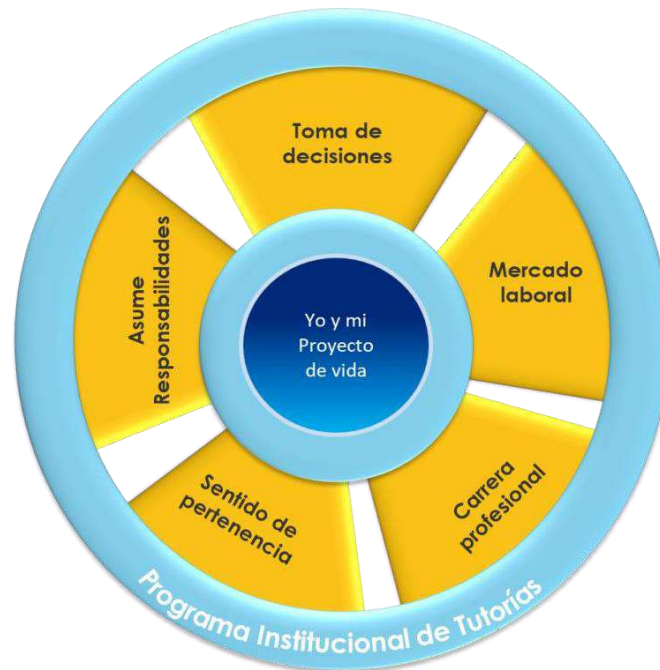 Toma de
decisiones
Mercado
laboral
Carrera
profesional
Sentido de
pertenencia
Asume
Responsabilidades
Yo y mi
Proyecto
de vida
Programa Institucional de Tutorías